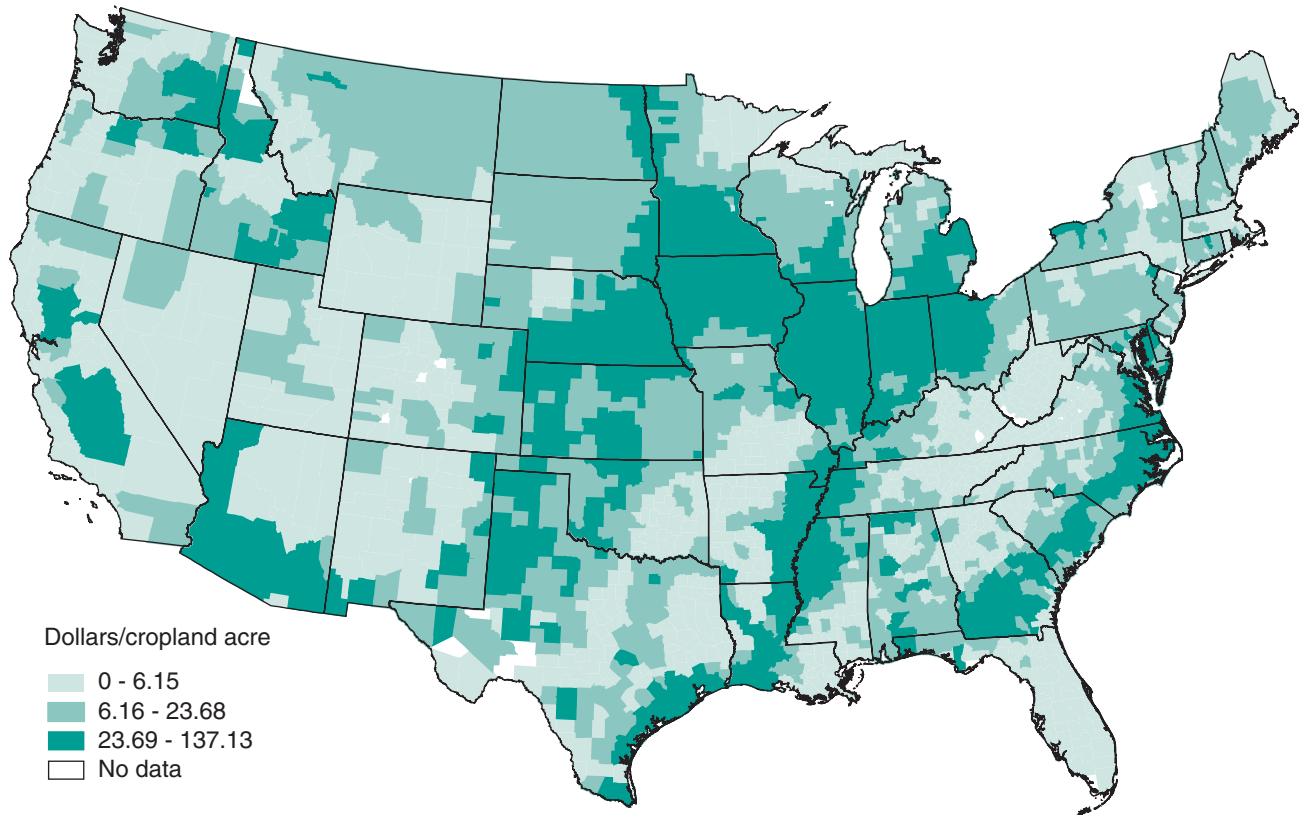 Dollars/cropland acre
0 - 6.15
6.16 - 23.68
23.69 - 137.13
No data